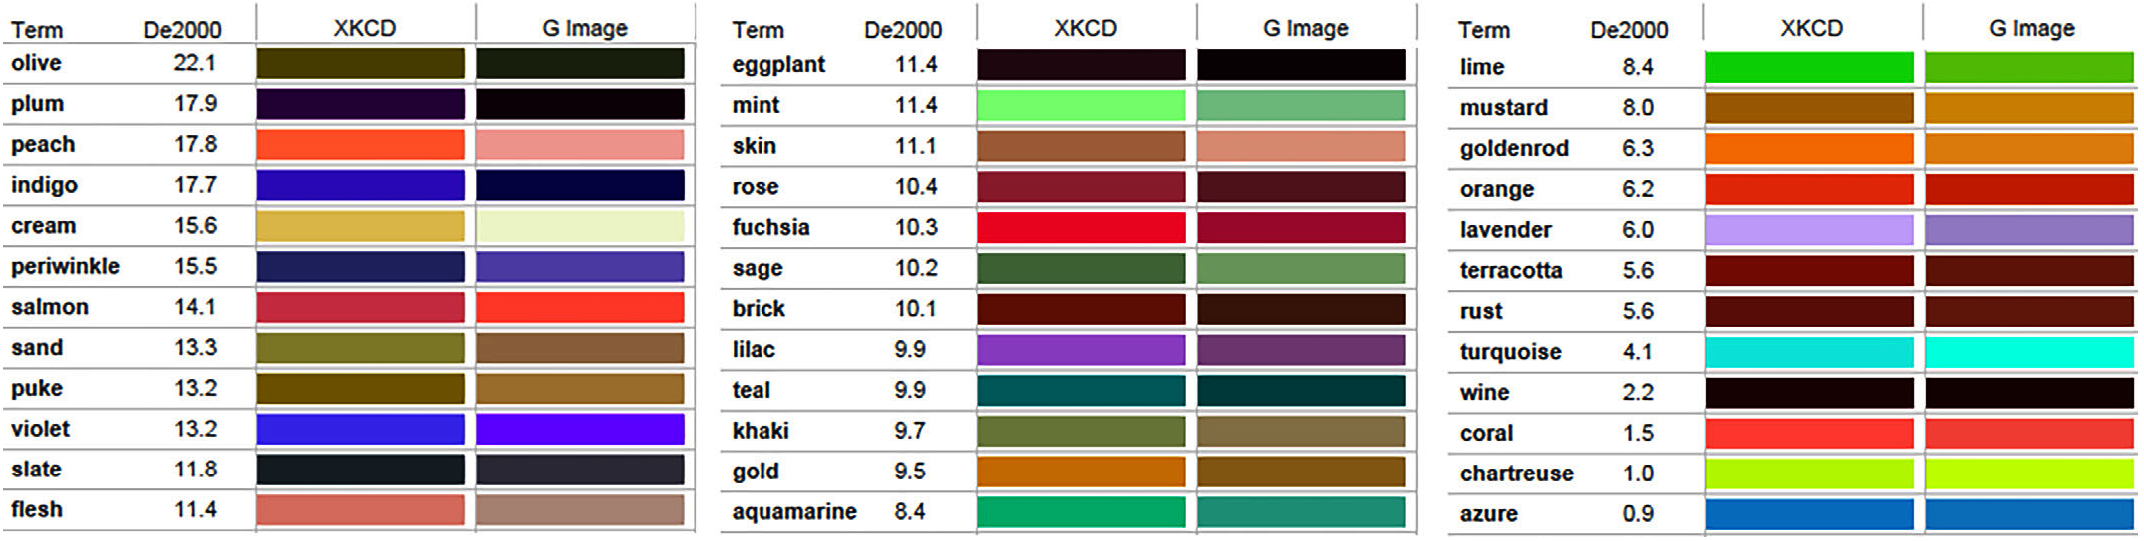 Term De2000 XKCD G Image
olive 22.1
plum 17.9
peach 17.8
indigo 17.7
cream 15.6
periwinkle 15.5
salmon 14.1
sand 13.3
puke 13.2
violet 13.2
slate 11.8
flesh 11.4
Term De2000 XKCD G Image
eggplant 11.4
mint 11.4
skin 11.1
rose 10.4
fuchsia 10.3
sage 10.2
brick 10.1
lilac 9.9
teal 9.9
khaki 9.7
gold 9.5
aquamarine 8.4
Term De2000 XKCD G Image
lime 8.4
mustard 8.0
goldenrod 6.3
orange 6.2
lavender 6.0
terracotta 5.6
rust 5.6
turquoise 4.1
wine 2.2
coral 1.5
chartreuse 1.0
azure 0.9